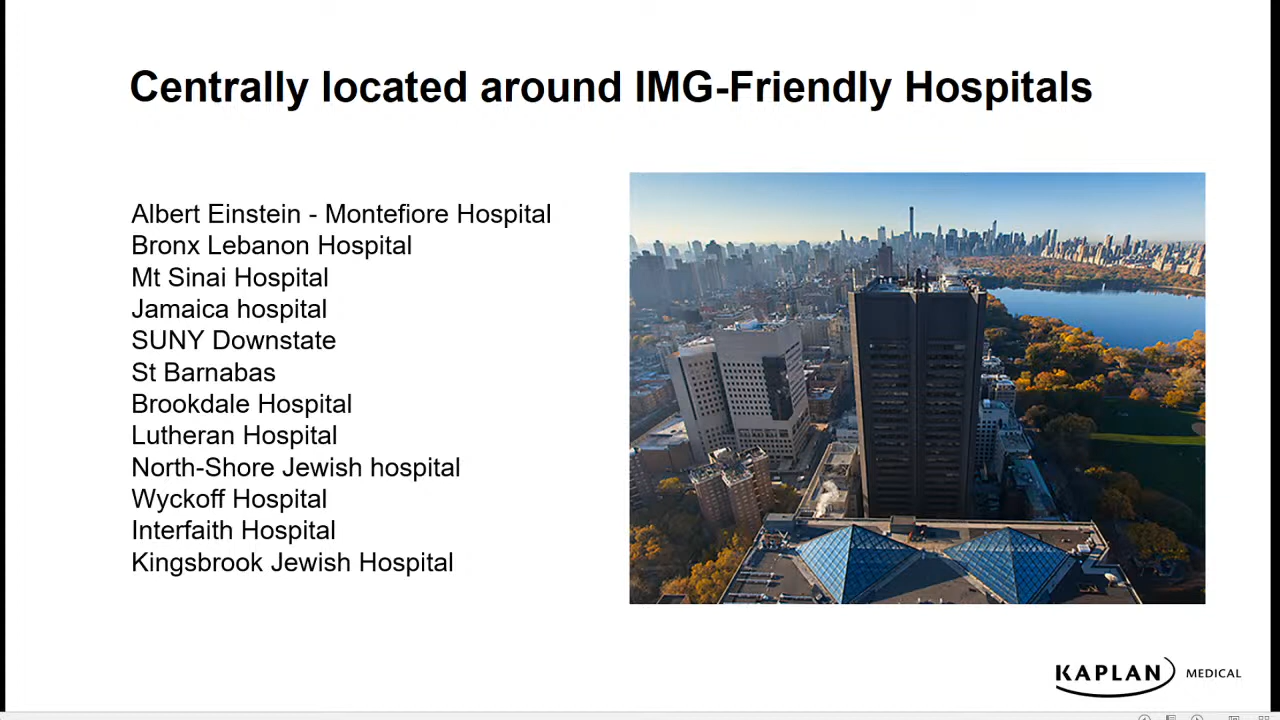 Centrally located around IMG-Friendly Hospitals
Albert Einstein - Montefiore Hospital
Bronx Lebanon Hospital
Mt Sinai Hospital
Jamaica hospital
SUNY Downstate
St Barnabas
Brookdale Hospital
Lutheran Hospital
North-Shore Jewish hospital
Wyckoff Hospital
Interfaith Hospital
Kingsbrook Jewish Hospital
KAPLAN MEDICAL